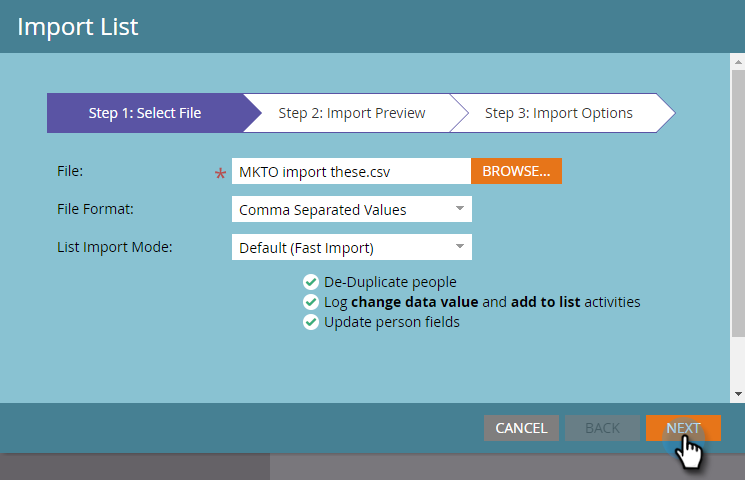 Import List
Step 1: Select File
Step 2: Import Preview
Step 3: Import Options
File:
* MKTO import these.csv
BROWSE...
File Format:
Comma Separated Values
List Import Mode:
Default (Fast Import)
De-Duplicate people
Log change data value and add to list activities
Update person fields
CANCEL
BACK
NEXT